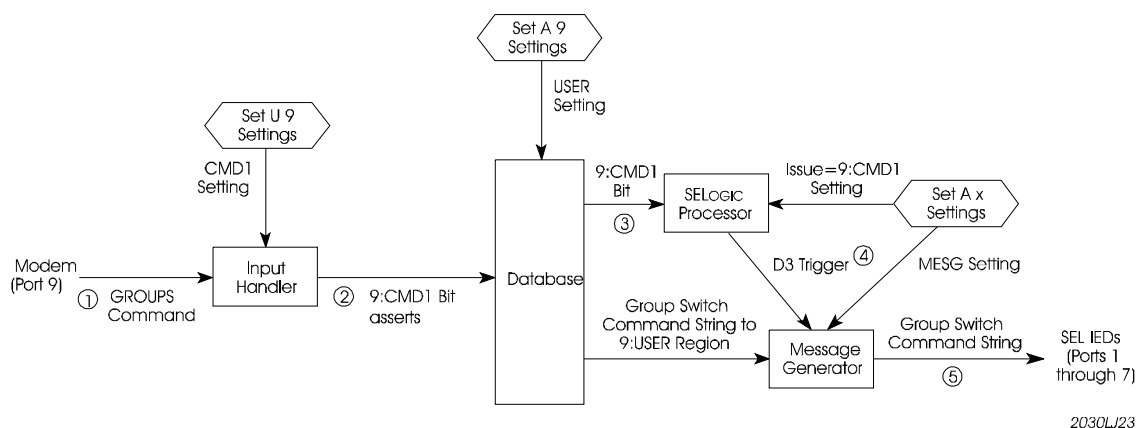 Set A 9
Settings
USER
Setting
Set U 9
Settings
CMD1
Setting
9:CMD1
Bit
Issue=9:CMD1
Setting
SELOGIC
Processor
Set A x
Settings
③
Modem
(Port 9)
①
GROUPS
Command
Input
Handler
②
9:CMD1 Bit
asserts
Database
D3 Trigger
④
MESG Setting
Group Switch
Command String to
9:USER Region
Message
Generator
Group Switch
Command String
⑤
SEL IEDs
(Ports 1
through 7)
2030LJ23